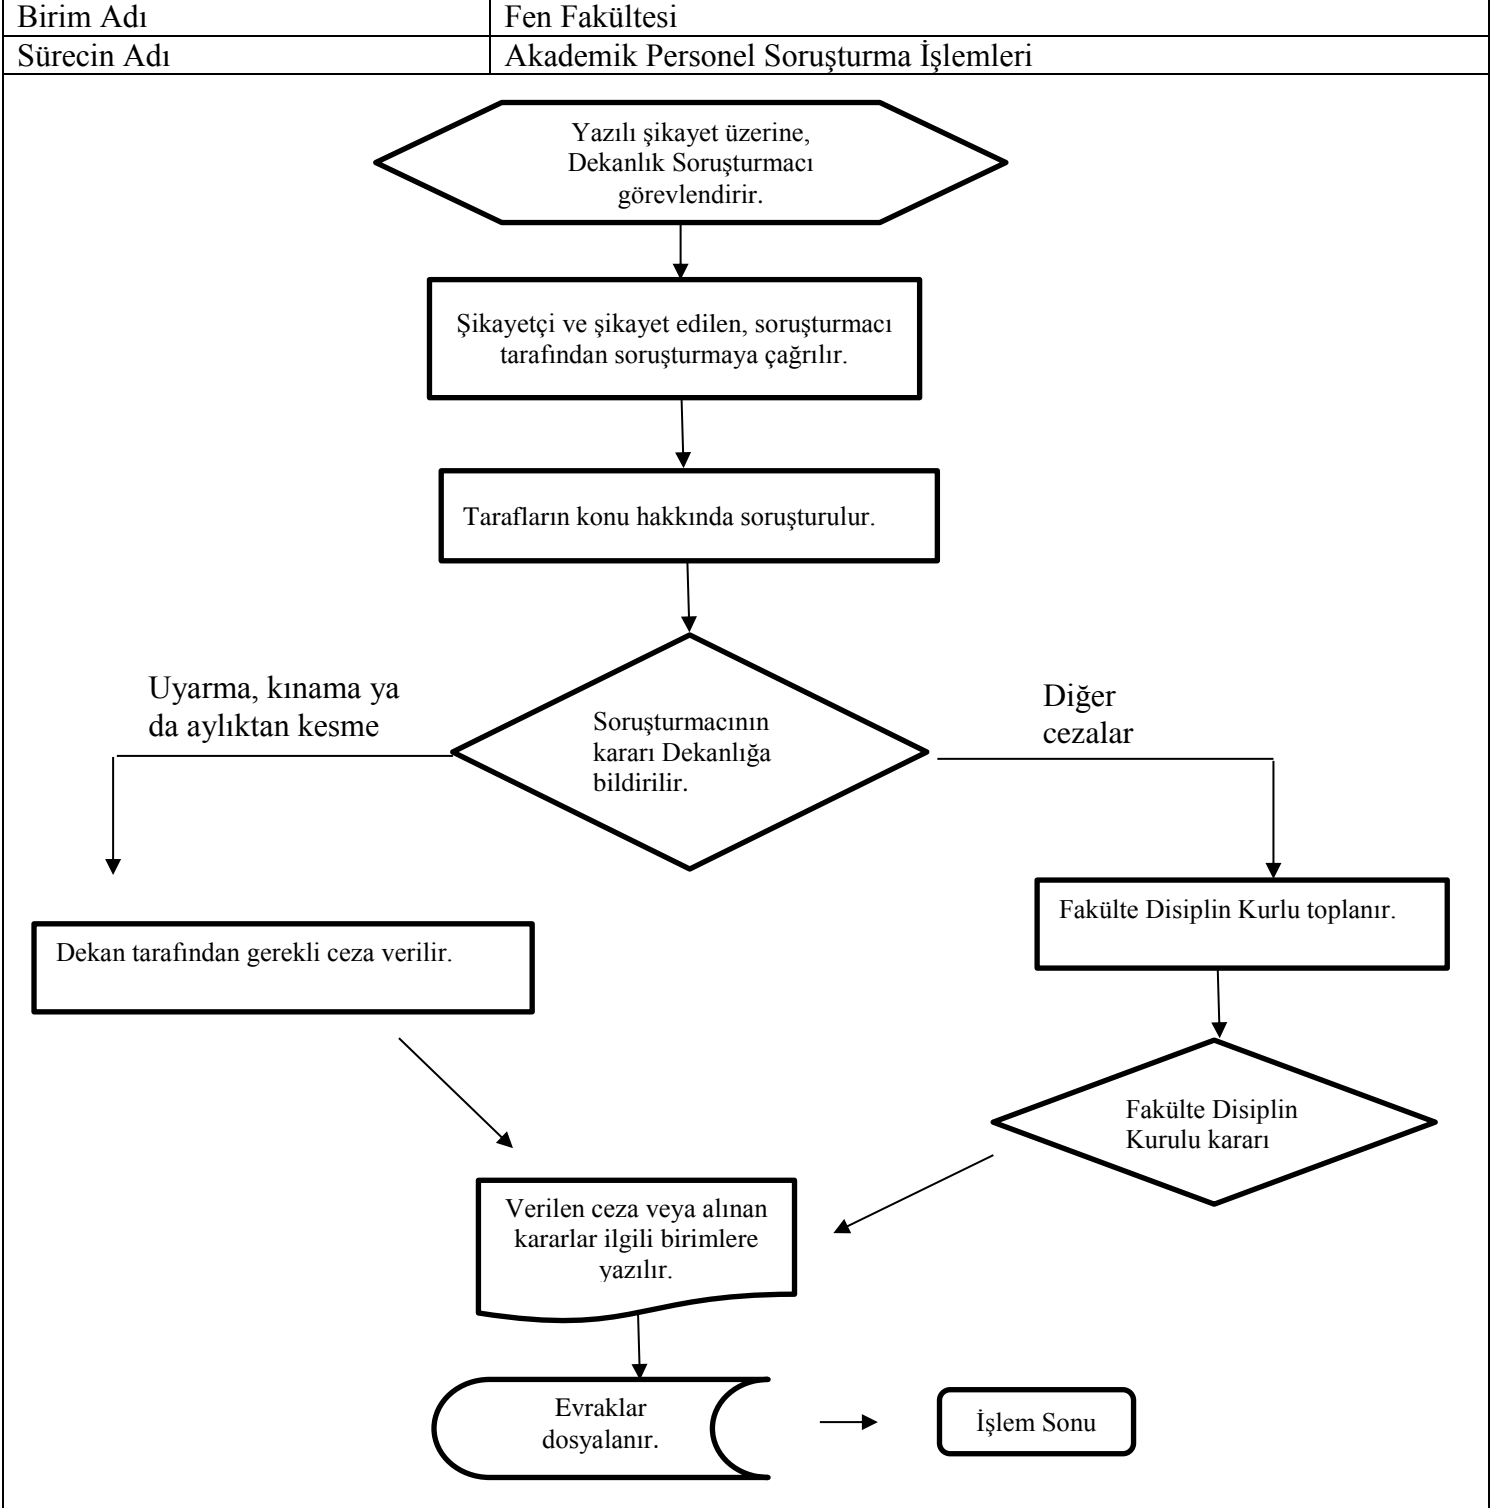 Birim Adı
Fen Fakültesi
Sürecin Adı
Akademik Personel Soruşturma İşlemleri
Yazılı şikayet üzerine,
Dekanlık Soruşturmacı
görevlendirir.
Şikayetçi ve şikayet edilen, soruşturmacı
tarafından soruşturmaya çağrılır.
Tarafların konu hakkında soruşturulur.
Soruşturmacının
kararı Dekanlığa
bildirilir.
Uyarma, kınama ya
da aylıktan kesme
Diğer
cezalar
Dekan tarafından gerekli ceza verilir.
Fakülte Disiplin Kurlu toplanır.
Fakülte Disiplin
Kurulu kararı
Verilen ceza veya alınan
kararlar ilgili birimlere
yazılır.
Evraklar
dosyalanır.
İşlem Sonu